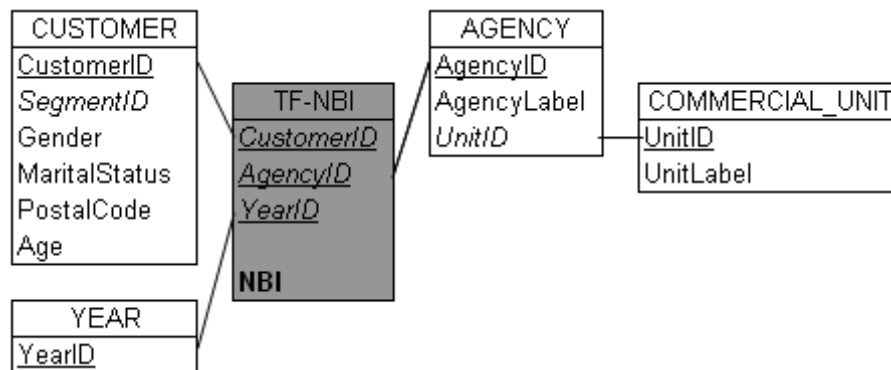 CUSTOMER
CustomerID
SegmentID
Gender
MaritalStatus
PostalCode
Age
YEAR
YearID
TF-NBI
CustomerID
AgencyID
YearID
NBI
AGENCY
AgencyID
AgencyLabel
UnitID
COMMERCIAL_UNIT
UnitID
UnitLabel